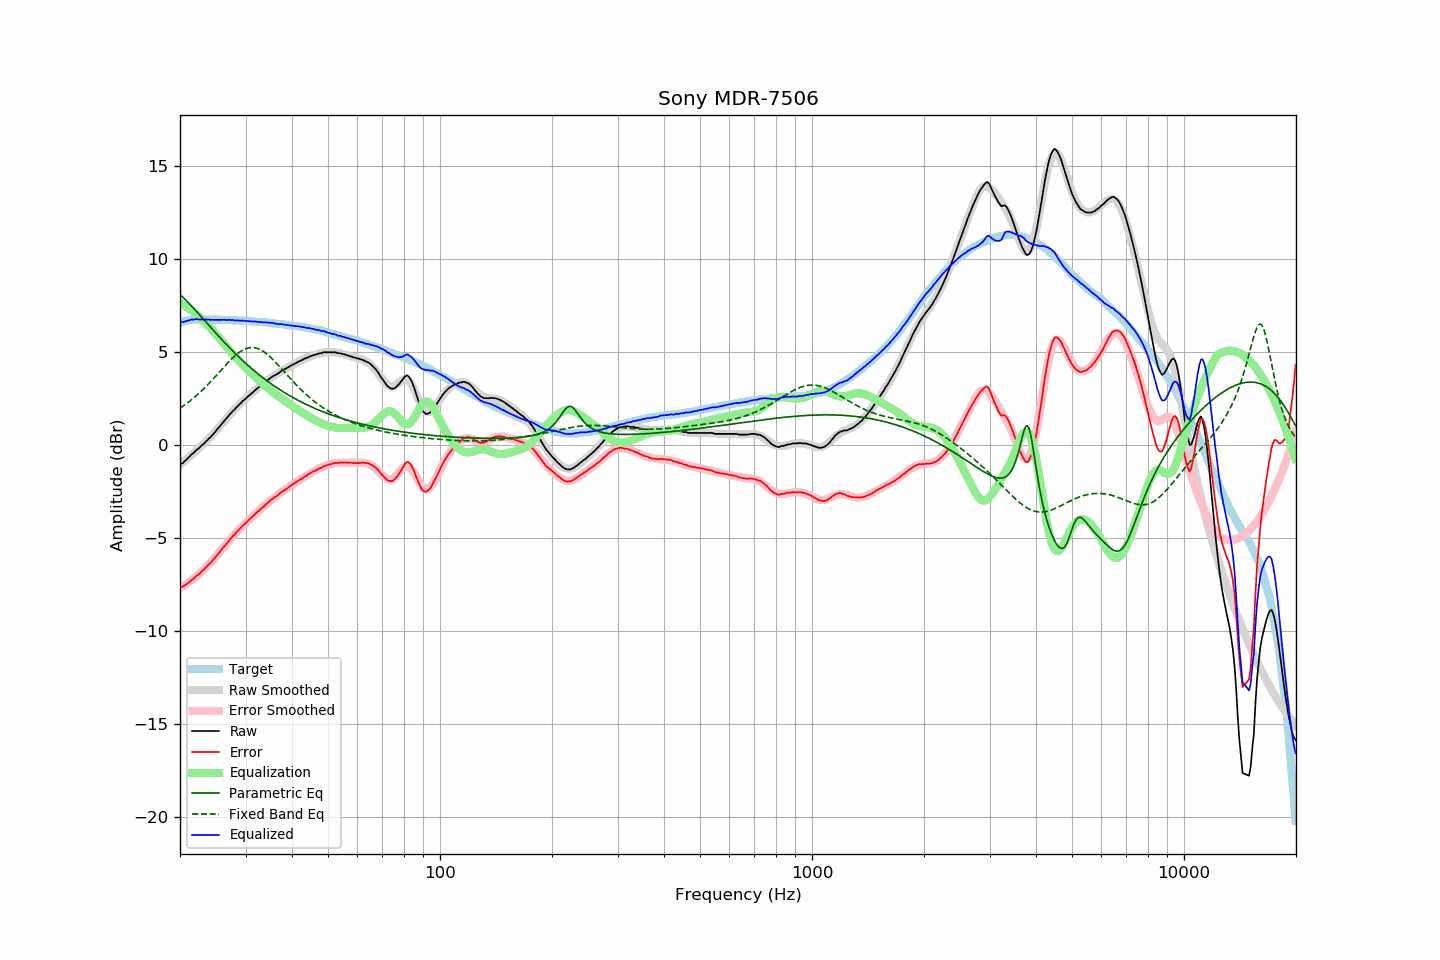 Sony MDR-7506
Amplitude (dBr)
15
10
5
0
−5
−10
−15
−20
Target
Raw Smoothed
Error Smoothed
Raw
Error
Equalization
Parametric Eq
Fixed Band Eq
Equalized
100
1000
10000
Frequency (Hz)